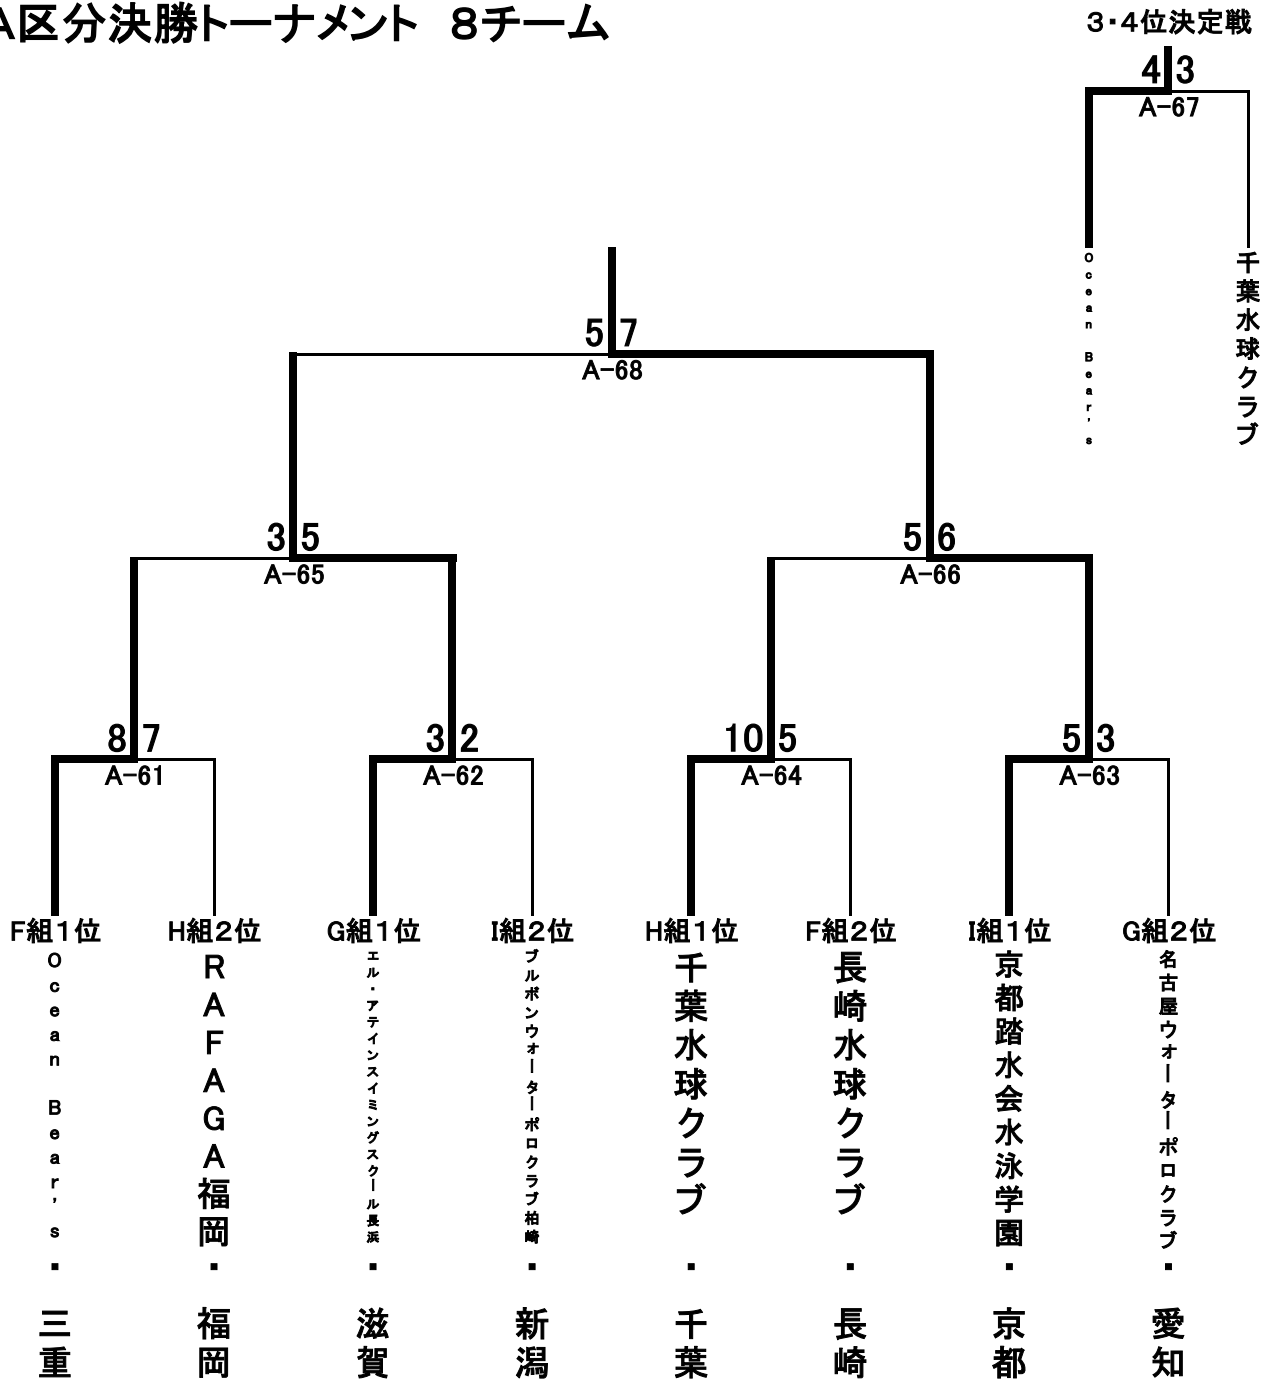 A区分決勝トーナメント　8チーム
3・4位決定戦
4 3
A-67
Ocean Bear's
千葉水球クラブ
5 7
A-68
3 5
A-65
5 6
A-66
8 7
A-61
3 2
A-62
10 5
A-64
5 3
A-63
F組1位
H組2位
G組1位
I組2位
H組1位
F組2位
I組1位
G組2位
Ocean Bear's・三重
RAFAGA福岡・福岡
エル・アテインスイミングスクール長浜・滋賀
ブルボンウオーターポロクラブ柏崎・新潟
千葉水球クラブ・千葉
長崎水球クラブ・長崎
京都踏水会水泳学園・京都
名古屋ウオーターポロクラブ・愛知